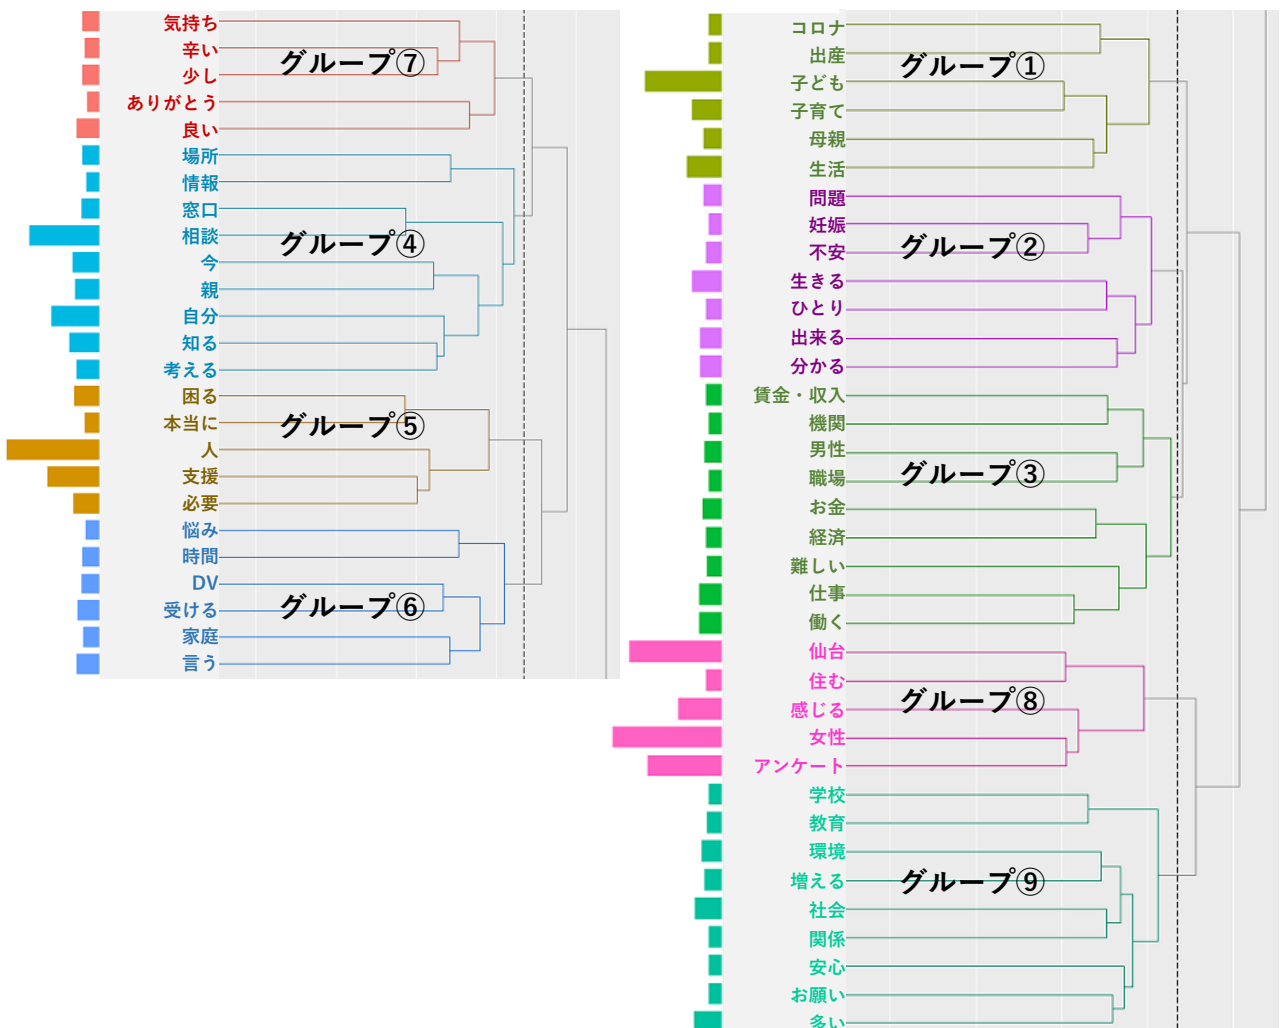 気持ち
辛い
グループ⑦
少し
ありがとう
良い
場所
情報
窓口
相談
グループ④
今
親
自分
知る
考える
困る
本当に
グループ⑤
人
支援
必要
悩み
時間
DV
受ける
グループ⑥
家庭
言う
コロナ
出産
グループ①
子ども
子育て
母親
生活
問題
妊娠
不安
グループ②
生きる
ひとり
出来る
分かる
賃金・収入
機関
男性
職場
グループ③
お金
経済
難しい
仕事
働く
仙台
住む
グループ⑧
感じる
女性
アンケート
学校
教育
環境
増える
グループ⑨
社会
関係
安心
お願い
多い